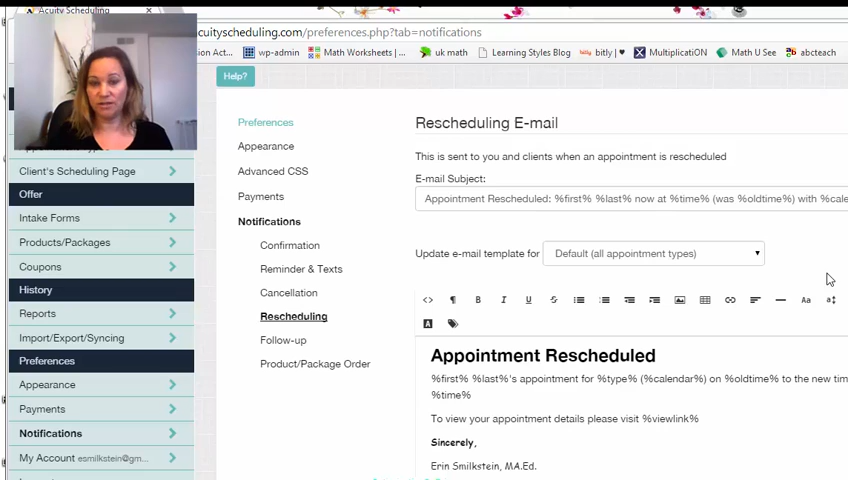 Acuity Scheduling
acuityscheduling.com/preferences.php?tab=notifications
sion Act...
wp-admin
Math Worksheets |...
uk math
Learning Styles Blog
bitly | ♥
MultiplicatiON
Math U See
abcteach
Help?
Client's Scheduling Page
Offer
Intake Forms
Products/Packages
Coupons
History
Reports
Import/Export/Syncing
Preferences
Appearance
Payments
Notifications
My Account esmilkstein@gm...
Preferences
Appearance
Advanced CSS
Payments
Notifications
Confirmation
Reminder & Texts
Cancellation
Rescheduling
Follow-up
Product/Package Order
Rescheduling E-mail
This is sent to you and clients when an appointment is rescheduled
E-mail Subject:
Appointment Rescheduled: %first% %last% now at %time% (was %oldtime%) with %cale
Update e-mail template for Default (all appointment types)
Appointment Rescheduled
%first% %last%'s appointment for %type% (%calendar%) on %oldtime% to the new tim
%time%
To view your appointment details please visit %viewlink%
Sincerely,
Erin Smilkstein, MA.Ed.